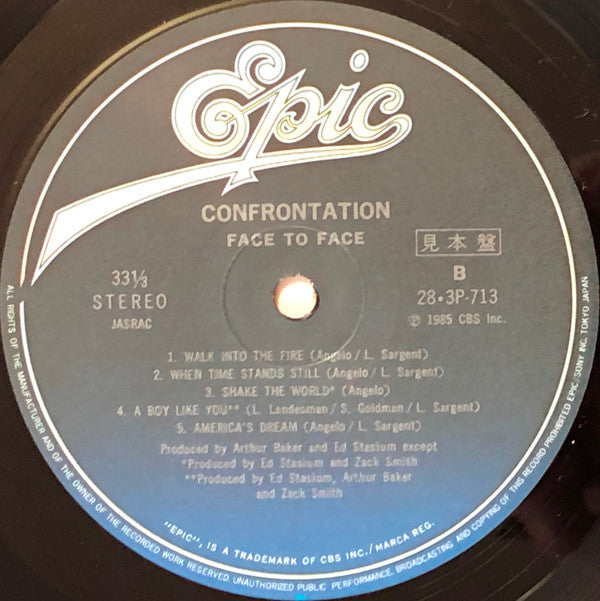 Epic
CONFRONTATION
FACE TO FACE
見本盤
33⅓
STEREO
JASRAC
B
28・3P-713
℗ 1985 CBS Inc.
1. WALK INTO THE FIRE (Angelo / L. Sargent)
2. WHEN TIME STANDS STILL (Angelo / L. Sargent)
3. SHAKE THE WORLD* (Angelo)
4. A BOY LIKE YOU** (L. Landesman / S. Goldman / L. Sargent)
5. AMERICA'S DREAM (Angelo / L. Sargent)
Produced by Arthur Baker and Ed Stasium except
*Produced by Ed Stasium and Zack Smith
**Produced by Ed Stasium, Arthur Baker
and Zack Smith
"EPIC", IS A TRADEMARK OF CBS INC./MARCA REG.
ALL RIGHTS OF THE MANUFACTURER AND OF THE OWNER OF THE RECORDED WORK RESERVED. UNAUTHORIZED PUBLIC PERFORMANCE, BROADCASTING AND COPYING OF THIS RECORD PROHIBITED EPIC/SONY INC. TOKYO JAPAN